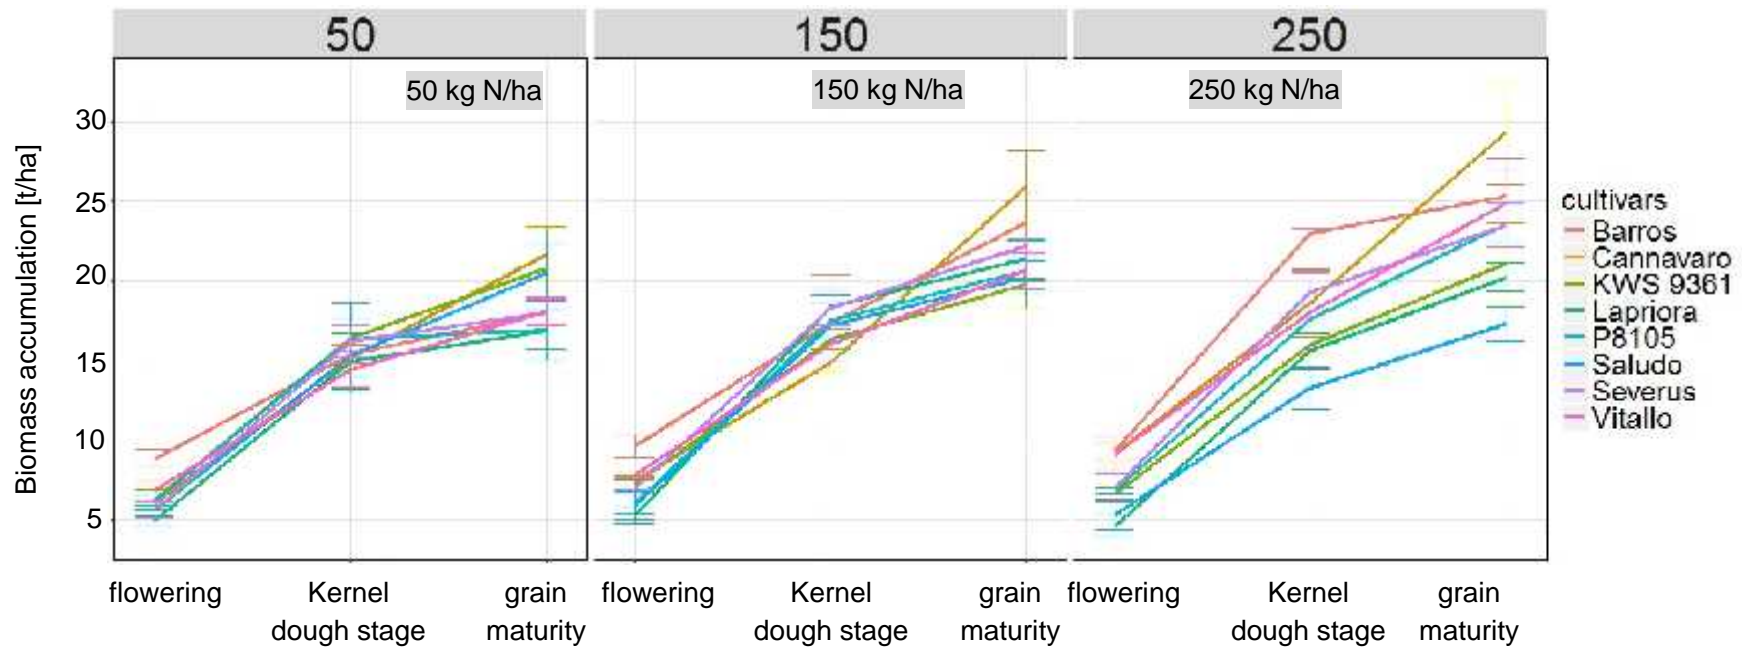 50 150 250
50 kg N/ha 150 kg N/ha 250 kg N/ha
Biomass accumulation [t/ha]
30
25
20
15
10
5
cultivars
Barros
Cannavaro
KWS 9361
Lapriora
P8105
Saludo
Severus
Vitallo
flowering Kernel grain flowering Kernel grain flowering Kernel grain
dough stage maturity dough stage maturity dough stage maturity